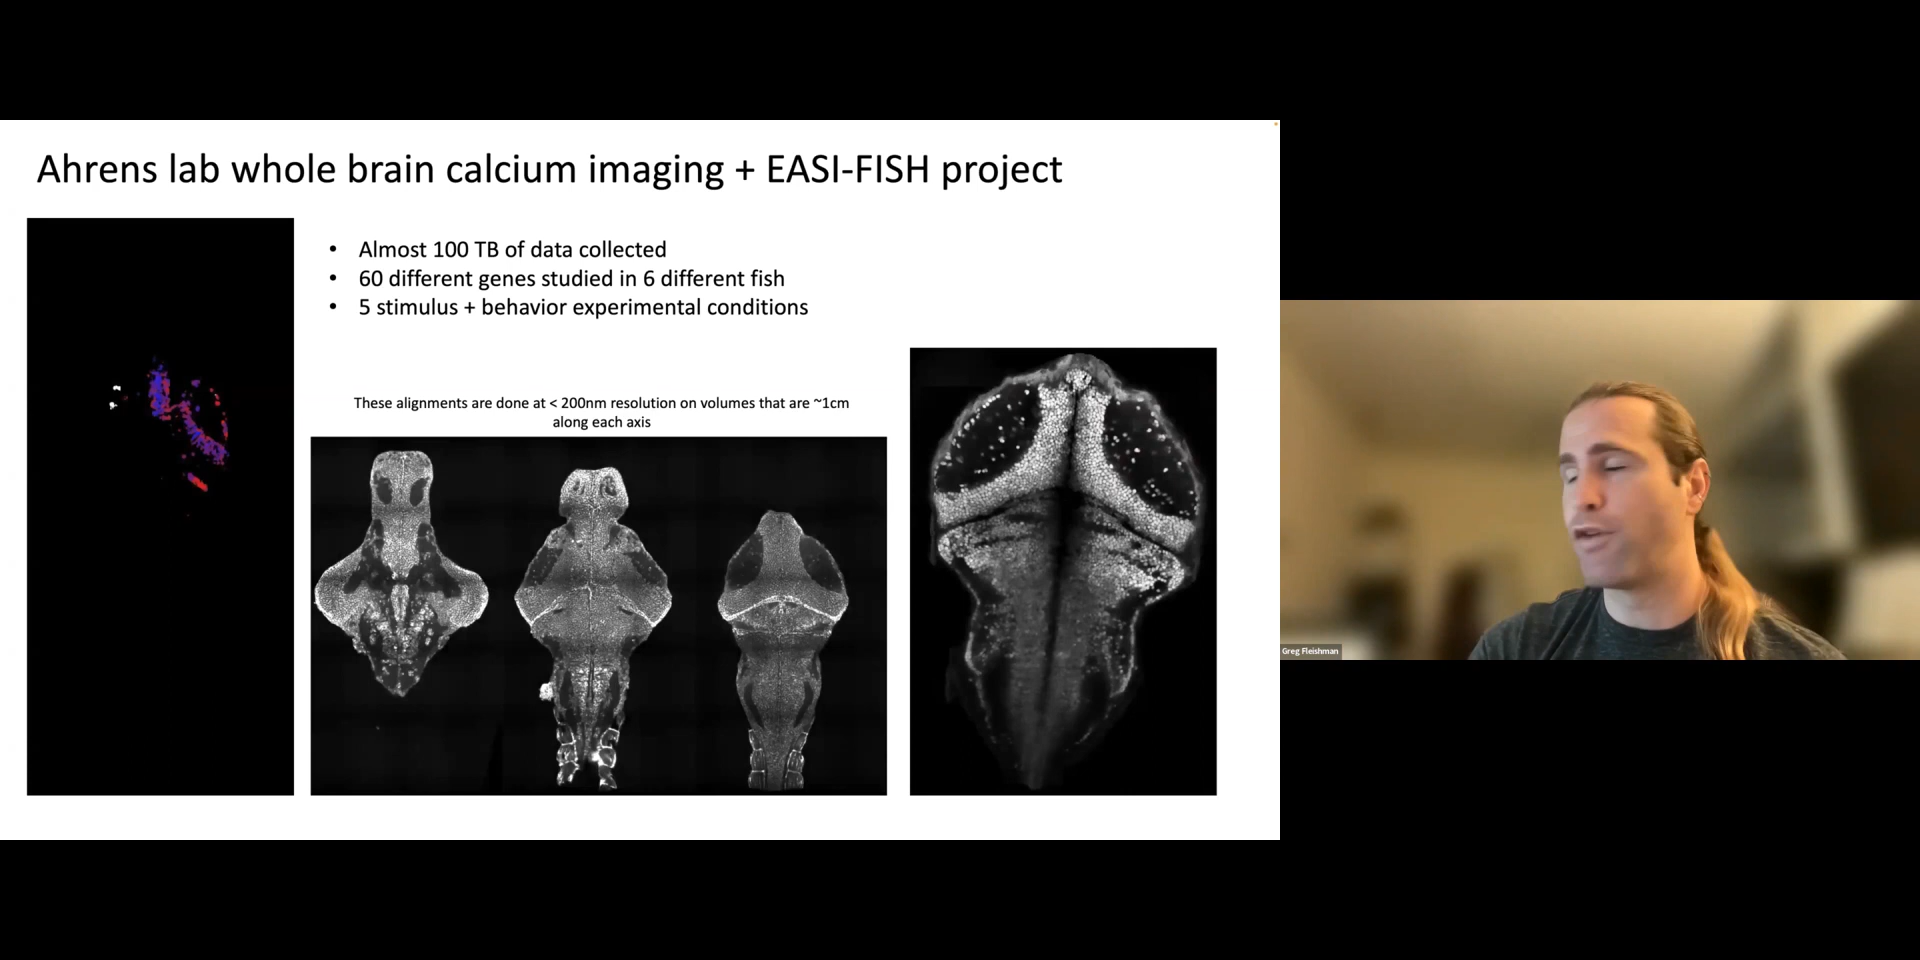 Ahrens lab whole brain calcium imaging + EASI-FISH project
• Almost 100 TB of data collected
• 60 different genes studied in 6 different fish
• 5 stimulus + behavior experimental conditions
These alignments are done at < 200nm resolution on volumes that are ~1cm
along each axis
Greg Fleishman